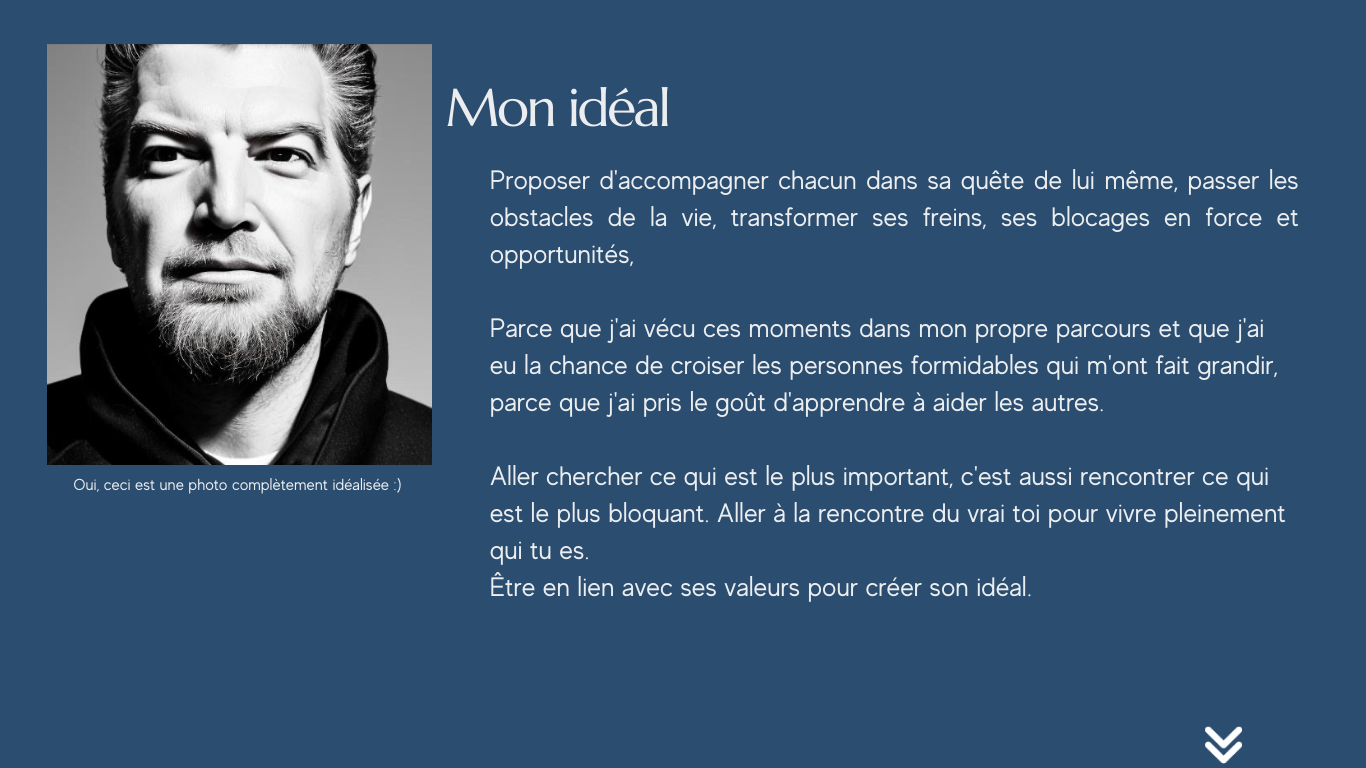 Mon idéal
Proposer d'accompagner chacun dans sa quête de lui même, passer les
obstacles de la vie, transformer ses freins, ses blocages en force et
opportunités,
Parce que j'ai vécu ces moments dans mon propre parcours et que j'ai
eu la chance de croiser les personnes formidables qui m'ont fait grandir,
parce que j'ai pris le goût d'apprendre à aider les autres.
Aller chercher ce qui est le plus important, c'est aussi rencontrer ce qui
est le plus bloquant. Aller à la rencontre du vrai toi pour vivre pleinement
qui tu es.
Être en lien avec ses valeurs pour créer son idéal.
Oui, ceci est une photo complètement idéalisée :)